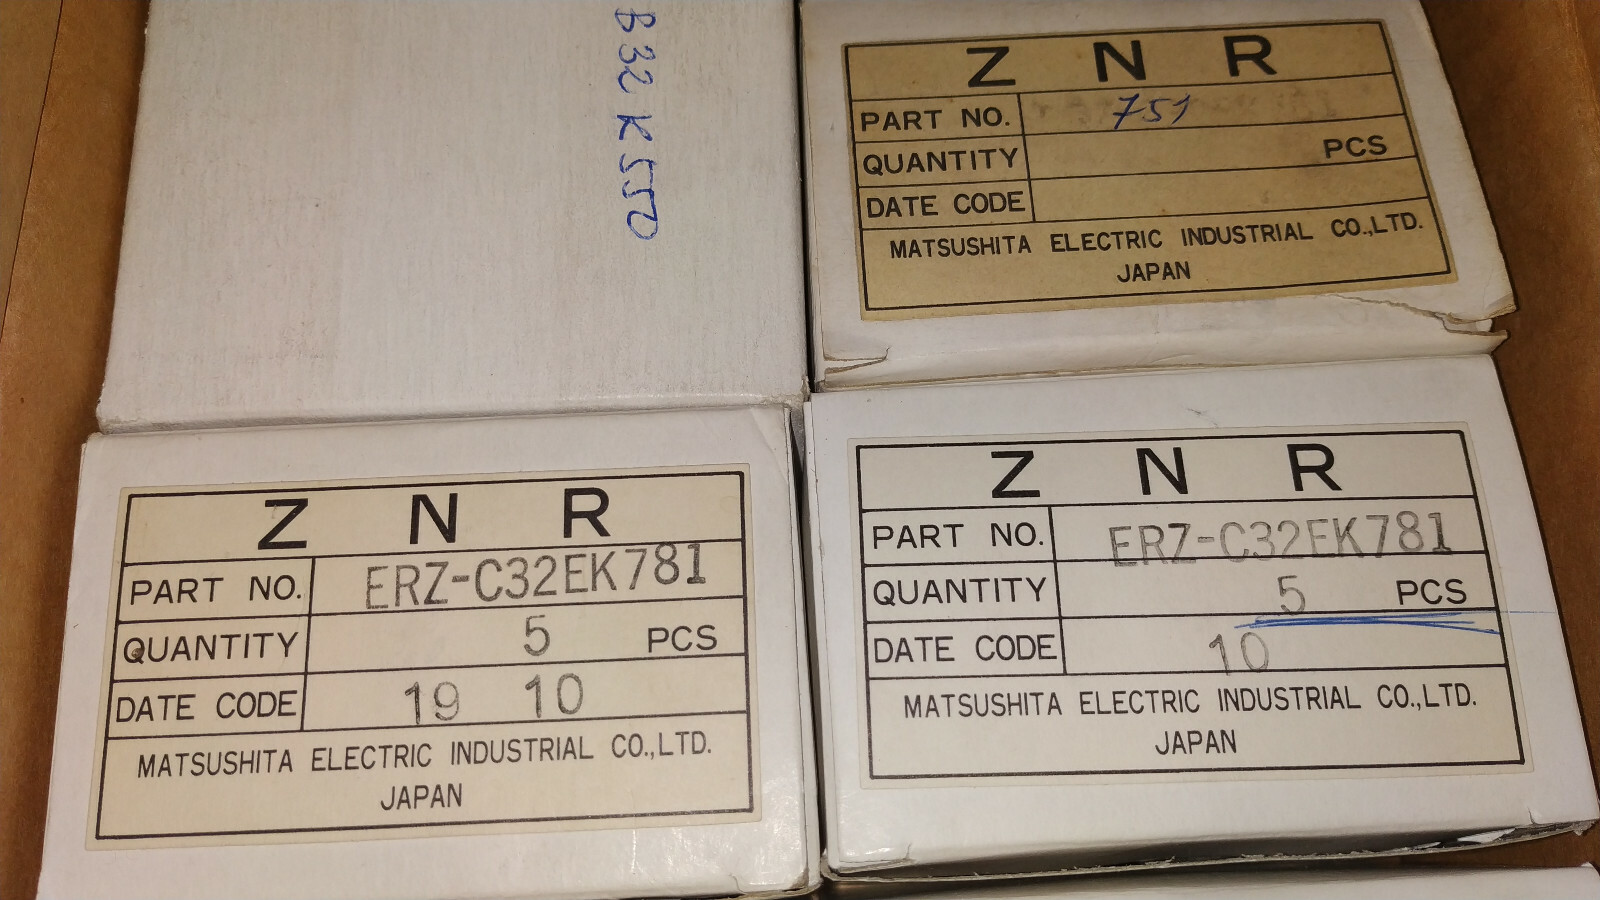 B32K550
Z N R
PART NO. 751
QUANTITY PCS
DATE CODE
MATSUSHITA ELECTRIC INDUSTRIAL CO.,LTD.
JAPAN
Z N R
PART NO. ERZ-C32EK781
QUANTITY 5 PCS
DATE CODE 19 10
MATSUSHITA ELECTRIC INDUSTRIAL CO.,LTD.
JAPAN
Z N R
PART NO. ERZ-C32EK781
QUANTITY 5 PCS
DATE CODE 10
MATSUSHITA ELECTRIC INDUSTRIAL CO.,LTD.
JAPAN